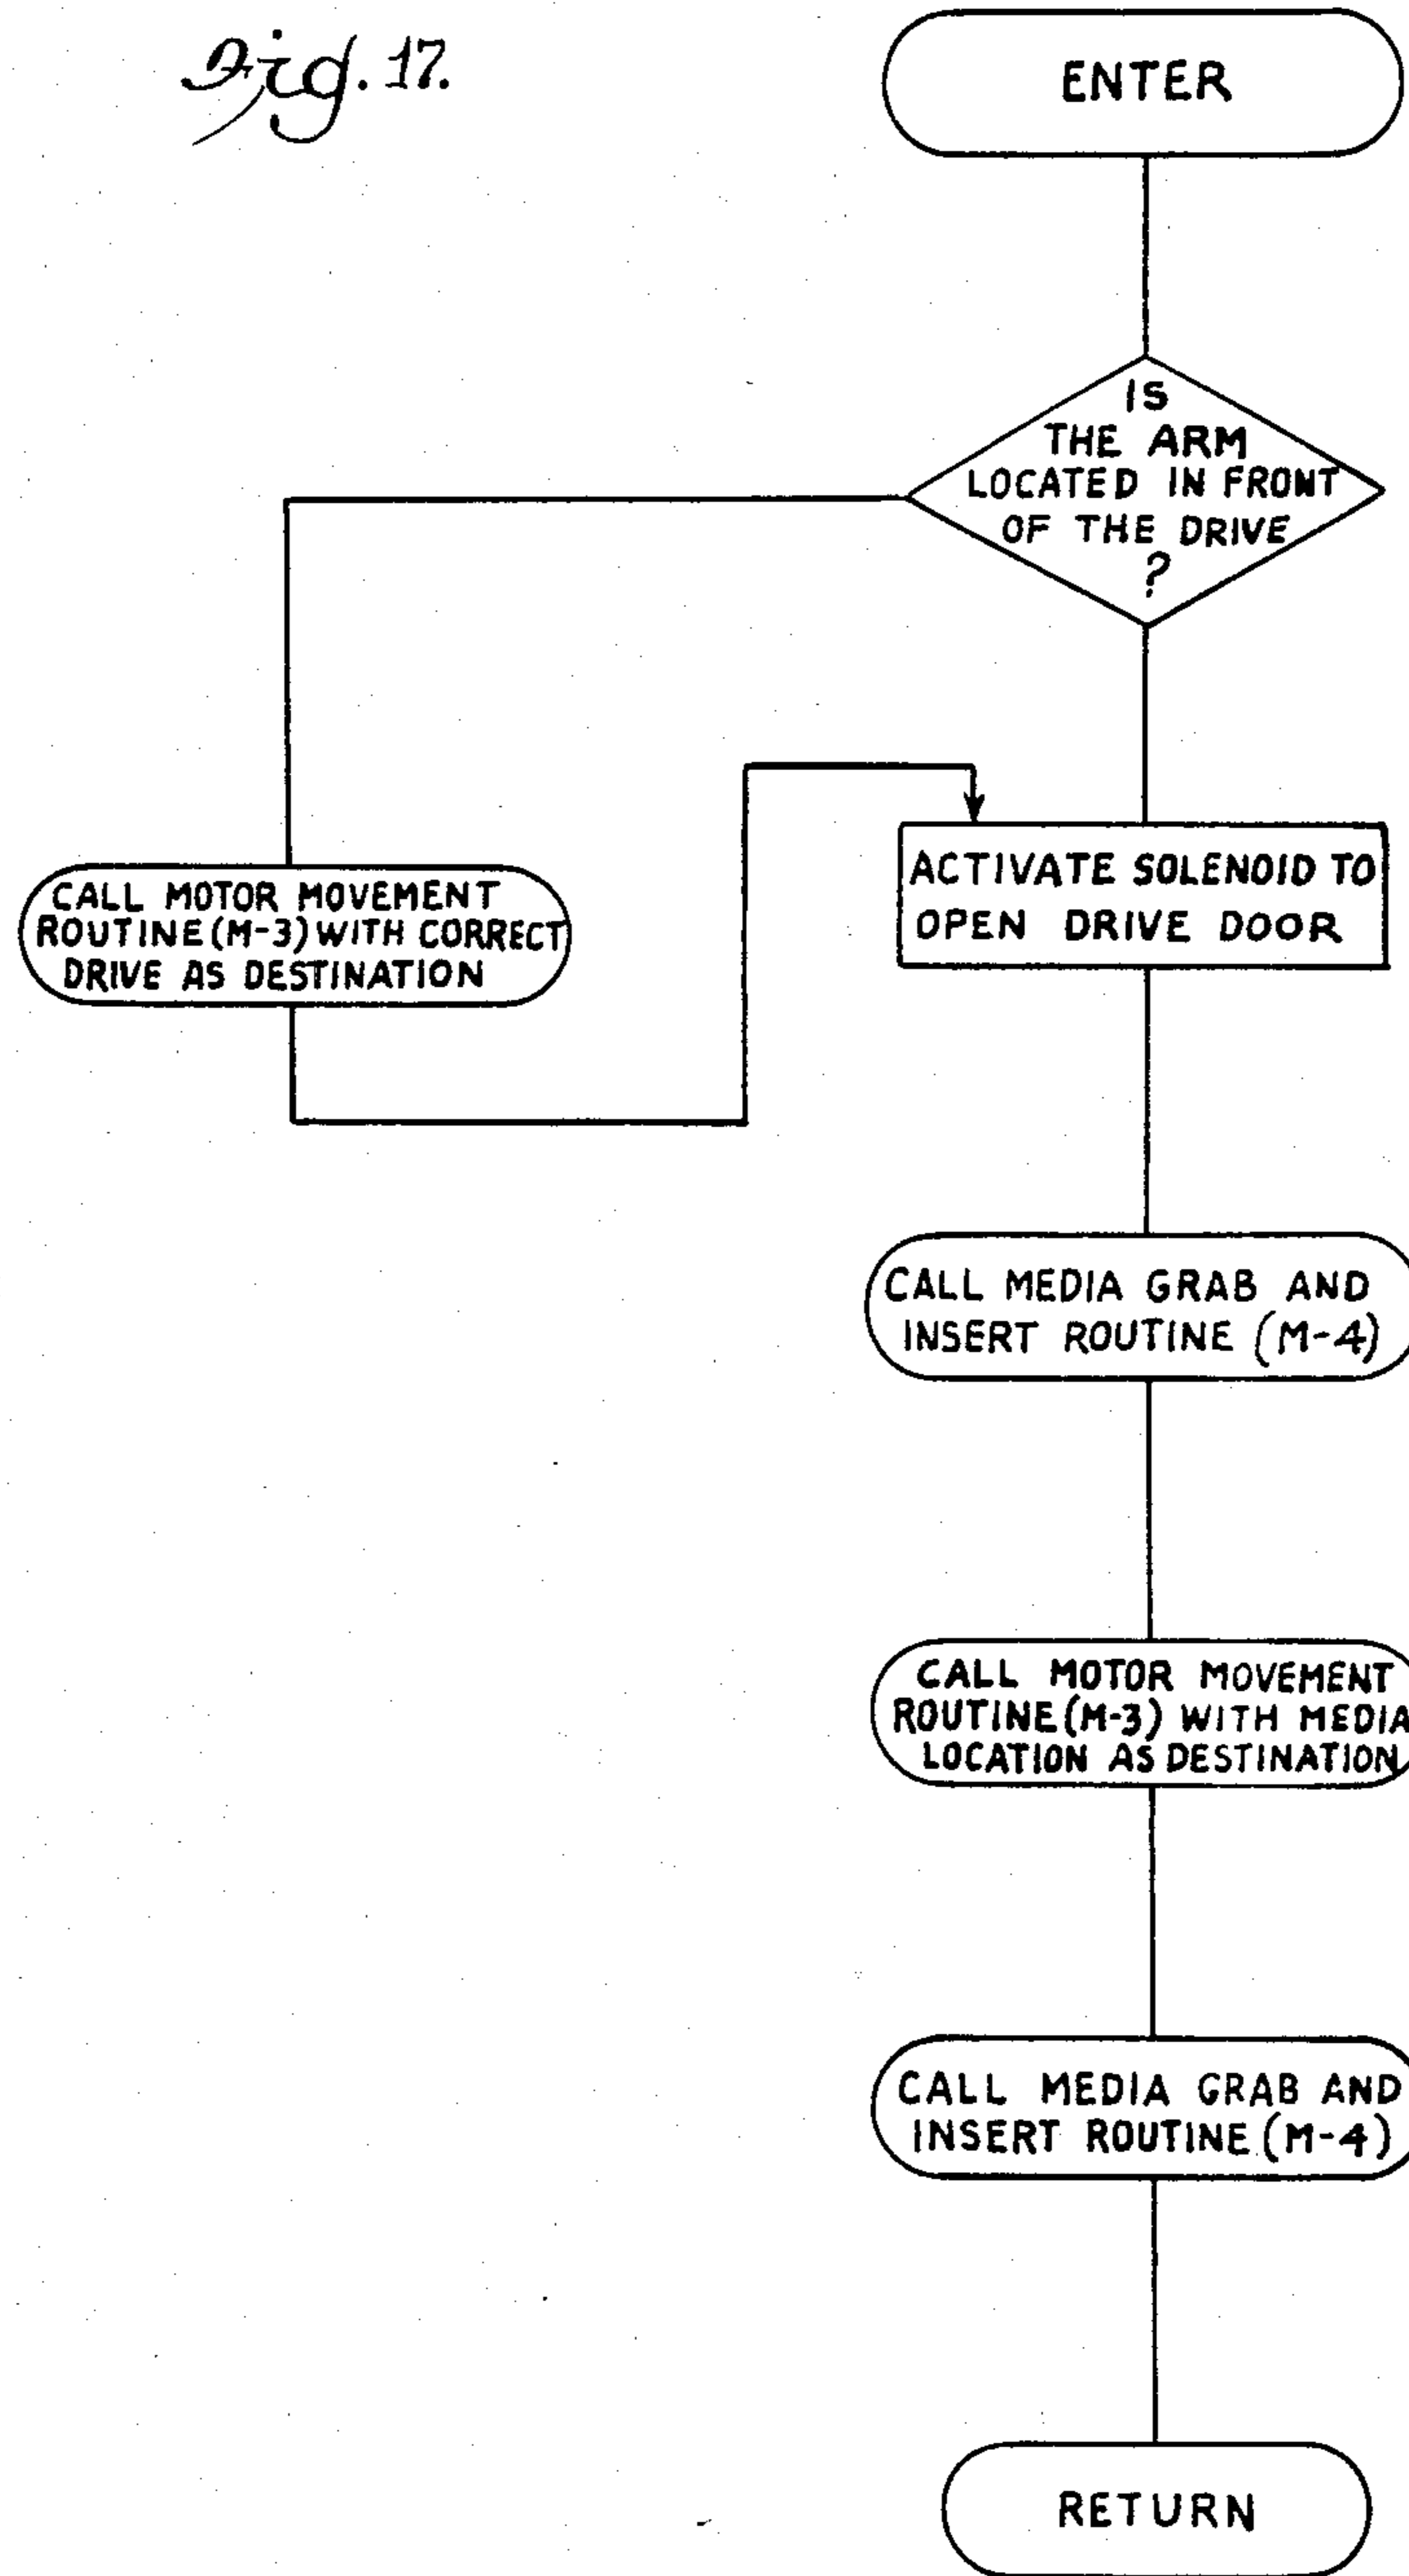 Fig. 17.
ENTER
IS
THE ARM
LOCATED IN FRONT
OF THE DRIVE
?
CALL MOTOR MOVEMENT
ROUTINE (M-3) WITH CORRECT
DRIVE AS DESTINATION
ACTIVATE SOLENOID TO
OPEN DRIVE DOOR
CALL MEDIA GRAB AND
INSERT ROUTINE (M-4)
CALL MOTOR MOVEMENT
ROUTINE (M-3) WITH MEDIA
LOCATION AS DESTINATION
CALL MEDIA GRAB AND
INSERT ROUTINE (M-4)
RETURN